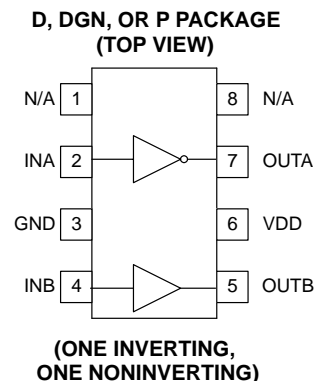 D, DGN, OR P PACKAGE
(TOP VIEW)
N/A 1 8 N/A
INA 2 7 OUTA
GND 3 6 VDD
INB 4 5 OUTB
(ONE INVERTING,
ONE NONINVERTING)